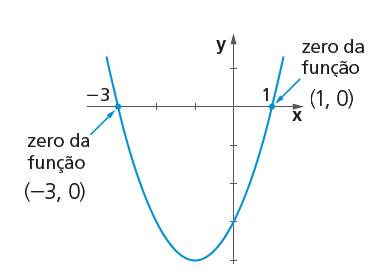 y
zero da
função
(1, 0)
−3
1
x
zero da
função
(−3, 0)